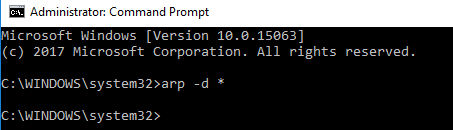 Administrator: Command Prompt
Microsoft Windows [Version 10.0.15063]
(c) 2017 Microsoft Corporation. All rights reserved.
C:\WINDOWS\system32>arp -d *
C:\WINDOWS\system32>